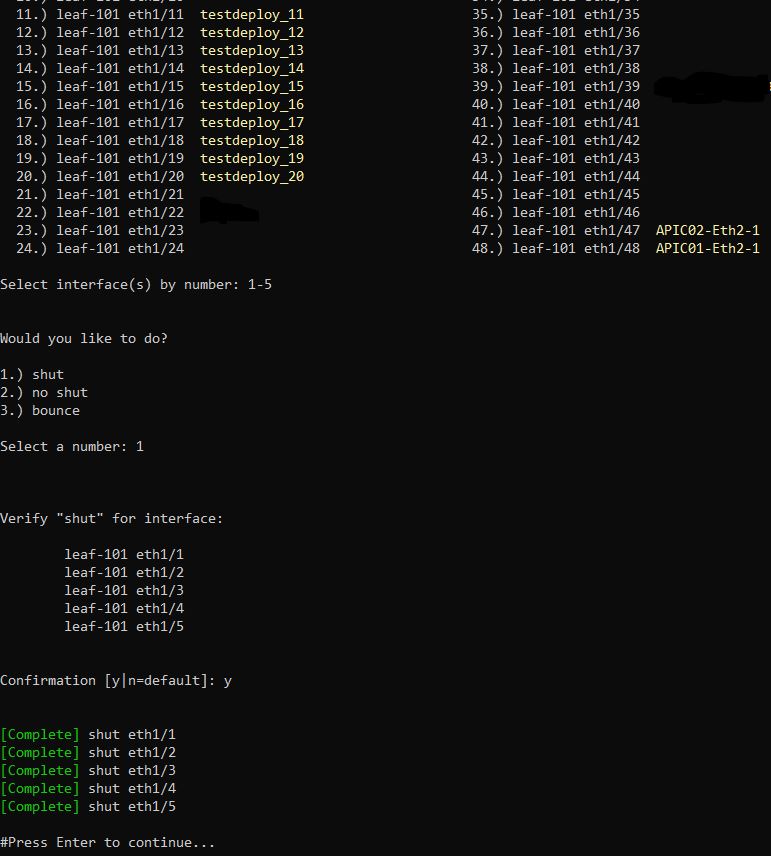 11.) leaf-101 eth1/11  testdeploy_11                     35.) leaf-101 eth1/35
12.) leaf-101 eth1/12  testdeploy_12                     36.) leaf-101 eth1/36
13.) leaf-101 eth1/13  testdeploy_13                     37.) leaf-101 eth1/37
14.) leaf-101 eth1/14  testdeploy_14                     38.) leaf-101 eth1/38
15.) leaf-101 eth1/15  testdeploy_15                     39.) leaf-101 eth1/39
16.) leaf-101 eth1/16  testdeploy_16                     40.) leaf-101 eth1/40
17.) leaf-101 eth1/17  testdeploy_17                     41.) leaf-101 eth1/41
18.) leaf-101 eth1/18  testdeploy_18                     42.) leaf-101 eth1/42
19.) leaf-101 eth1/19  testdeploy_19                     43.) leaf-101 eth1/43
20.) leaf-101 eth1/20  testdeploy_20                     44.) leaf-101 eth1/44
21.) leaf-101 eth1/21                                    45.) leaf-101 eth1/45
22.) leaf-101 eth1/22                                    46.) leaf-101 eth1/46
23.) leaf-101 eth1/23                                    47.) leaf-101 eth1/47  APIC02-Eth2-1
24.) leaf-101 eth1/24                                    48.) leaf-101 eth1/48  APIC01-Eth2-1
Select interface(s) by number: 1-5
Would you like to do?
1.) shut
2.) no shut
3.) bounce
Select a number: 1
Verify "shut" for interface:
leaf-101 eth1/1
leaf-101 eth1/2
leaf-101 eth1/3
leaf-101 eth1/4
leaf-101 eth1/5
Confirmation [y|n=default]: y
[Complete] shut eth1/1
[Complete] shut eth1/2
[Complete] shut eth1/3
[Complete] shut eth1/4
[Complete] shut eth1/5
#Press Enter to continue...